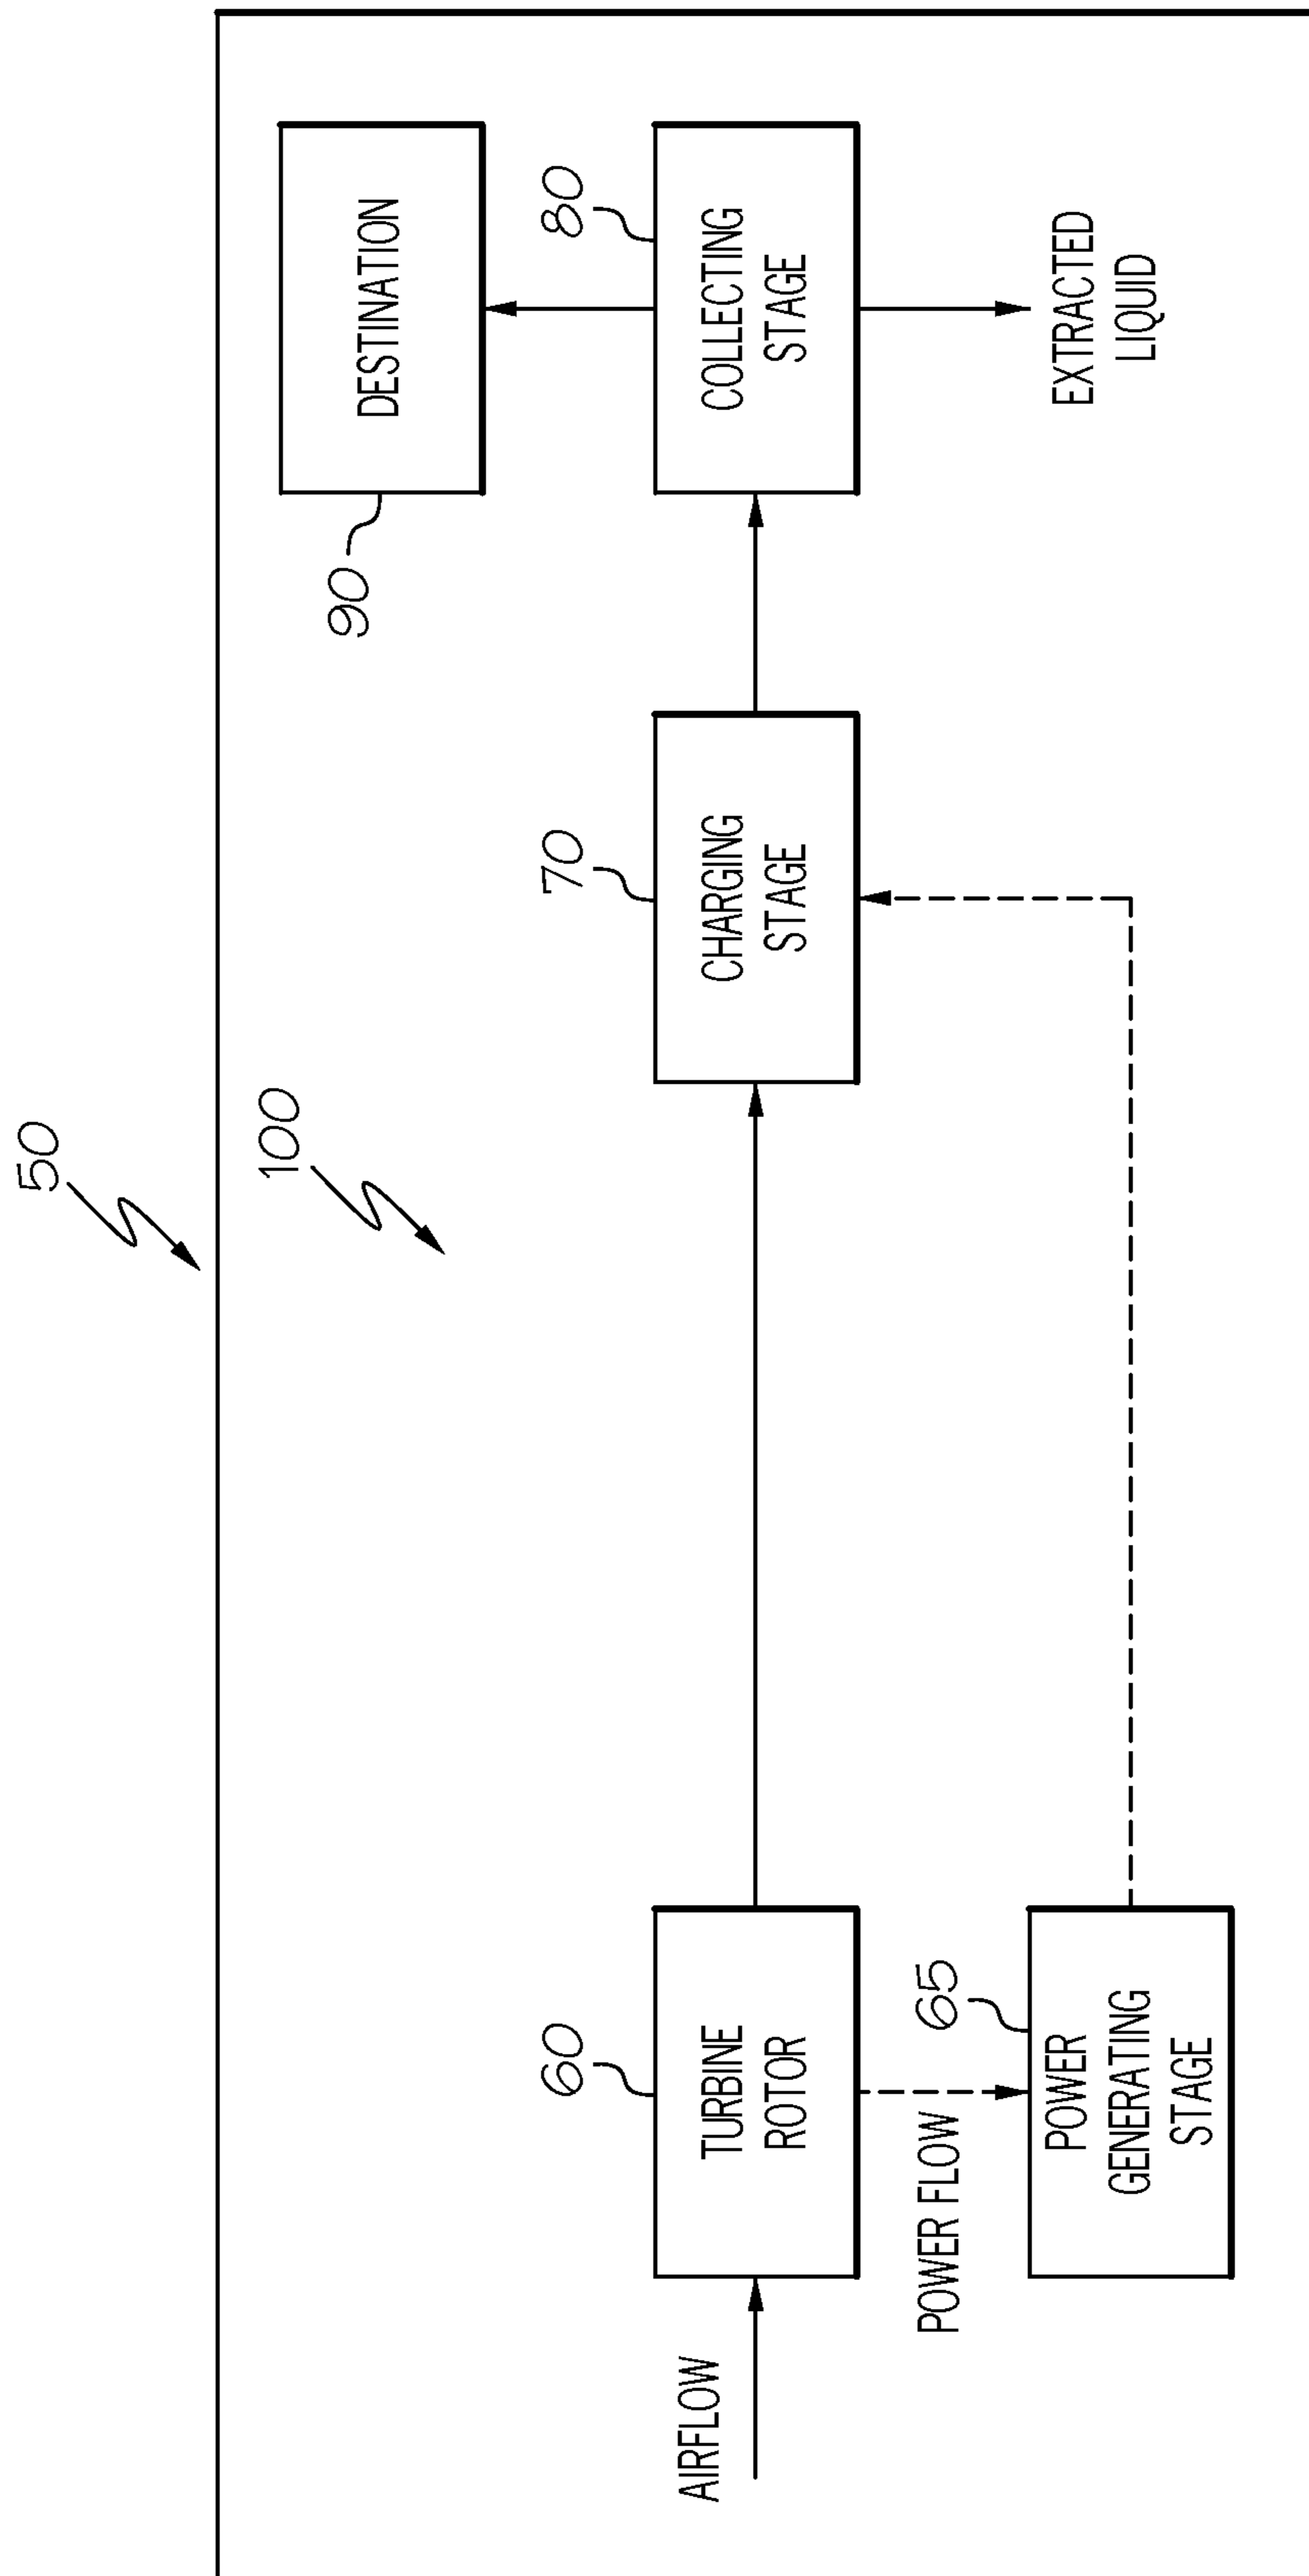 50
100
90
DESTINATION
60
TURBINE
ROTOR
70
CHARGING
STAGE
80
COLLECTING
STAGE
AIRFLOW
POWER FLOW
65
POWER
GENERATING
STAGE
EXTRACTED
LIQUID